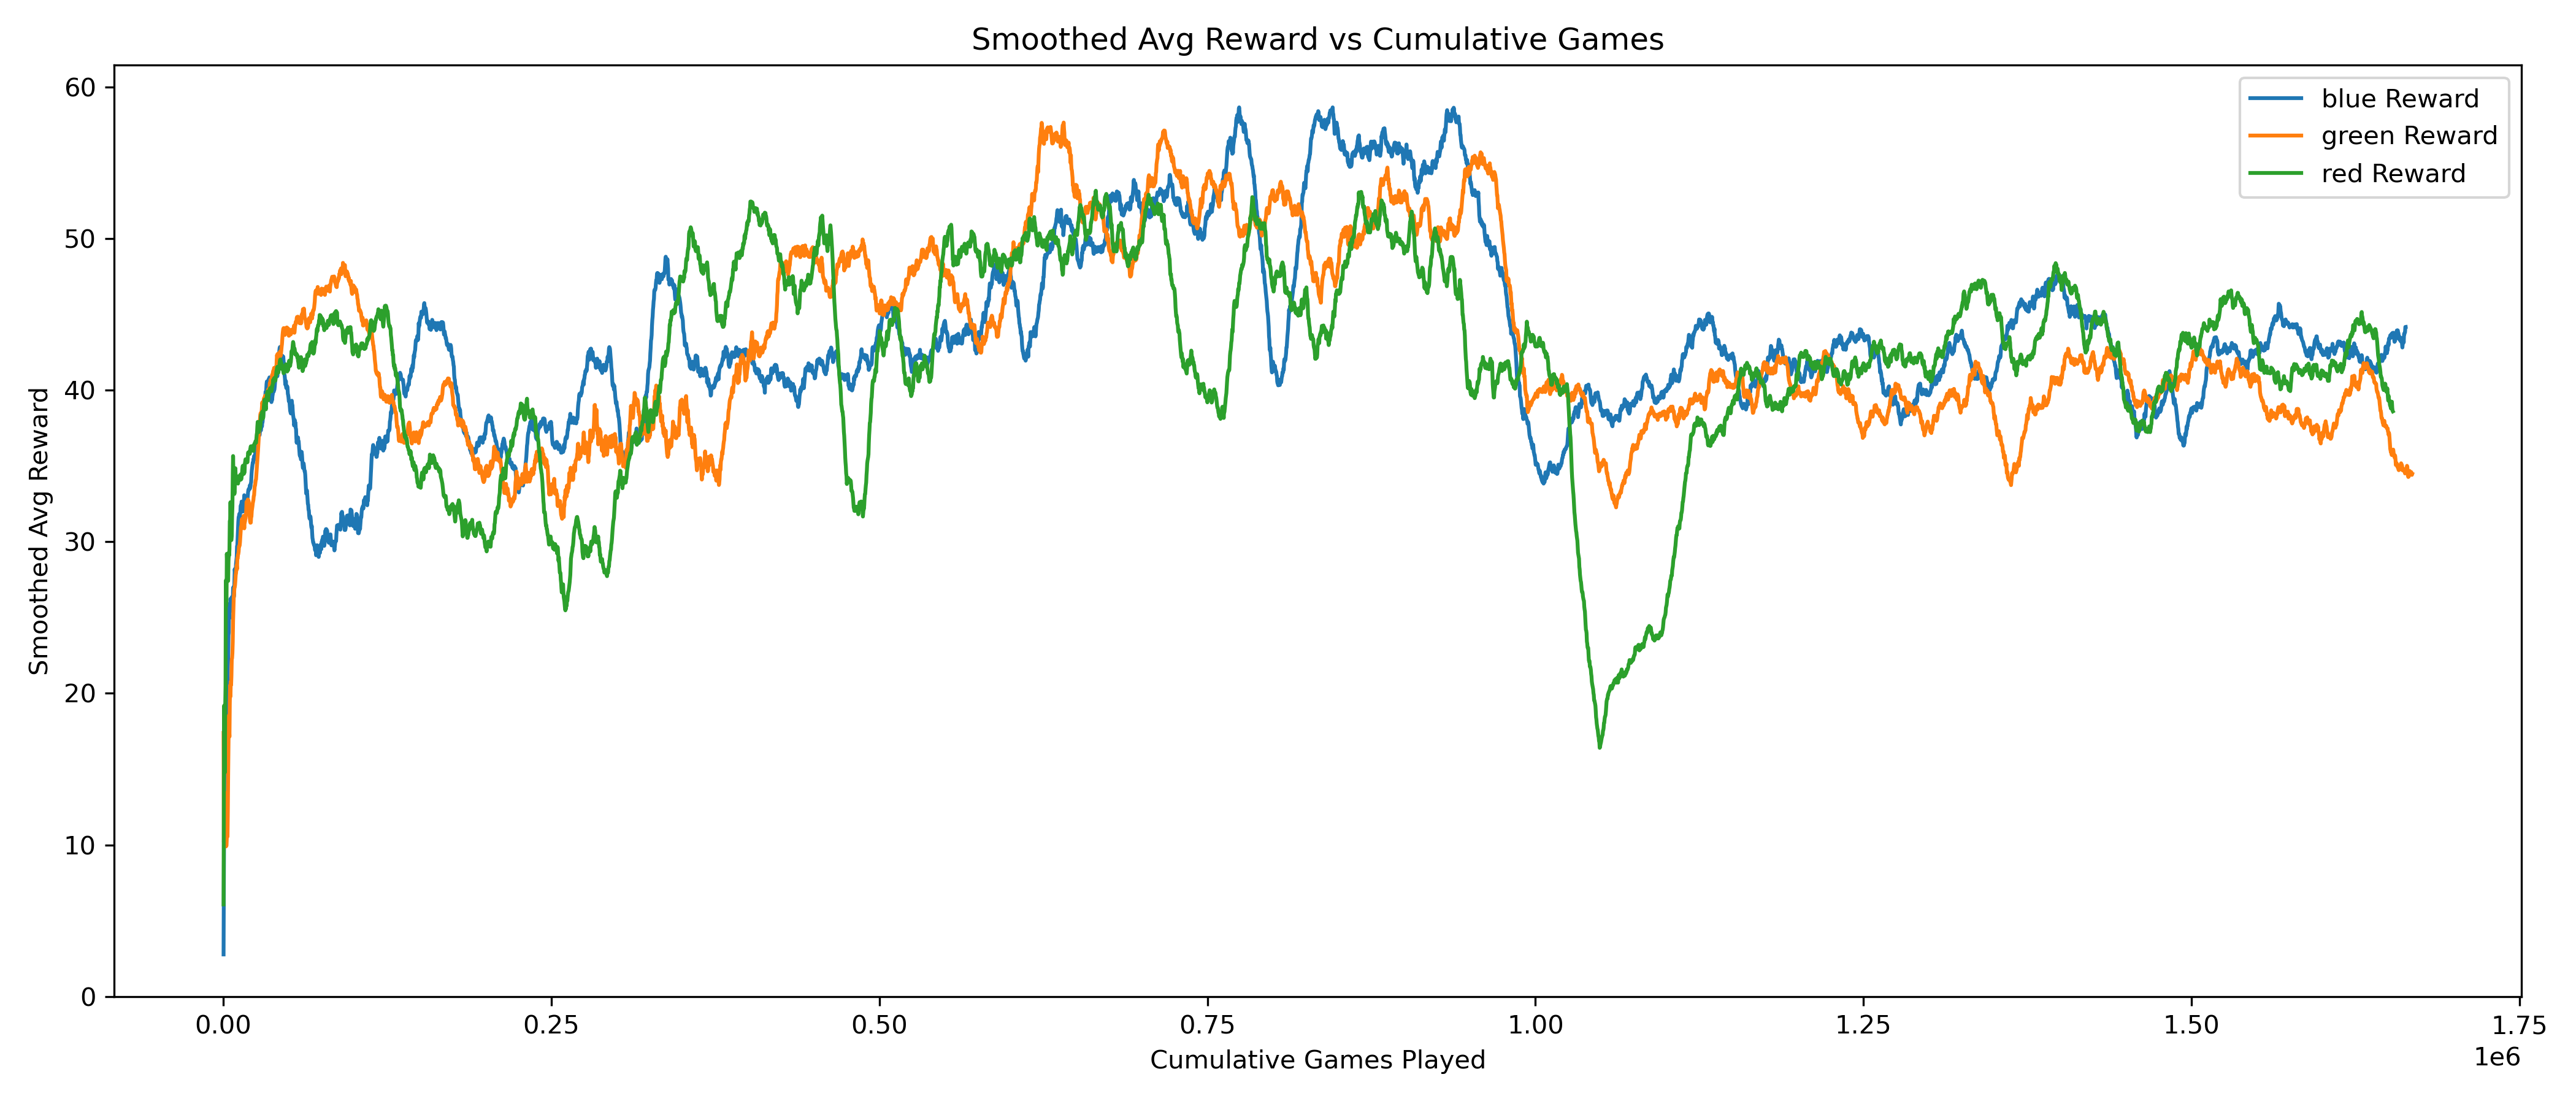 Smoothed Avg Reward vs Cumulative Games
blue Reward
green Reward
red Reward
Smoothed Avg Reward
60
50
40
30
20
10
0
0.00 0.25 0.50 0.75 1.00 1.25 1.50 1.75
1e6
Cumulative Games Played